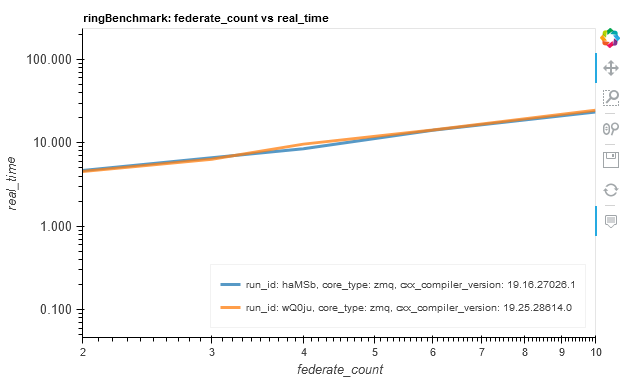 ringBenchmark: federate_count vs real_time
100.000
10.000
1.000
0.100
real_time
run_id: haMSb, core_type: zmq, cxx_compiler_version: 19.16.27026.1
run_id: wQ0ju, core_type: zmq, cxx_compiler_version: 19.25.28614.0
2 3 4 5 6 7 8 9 10
federate_count